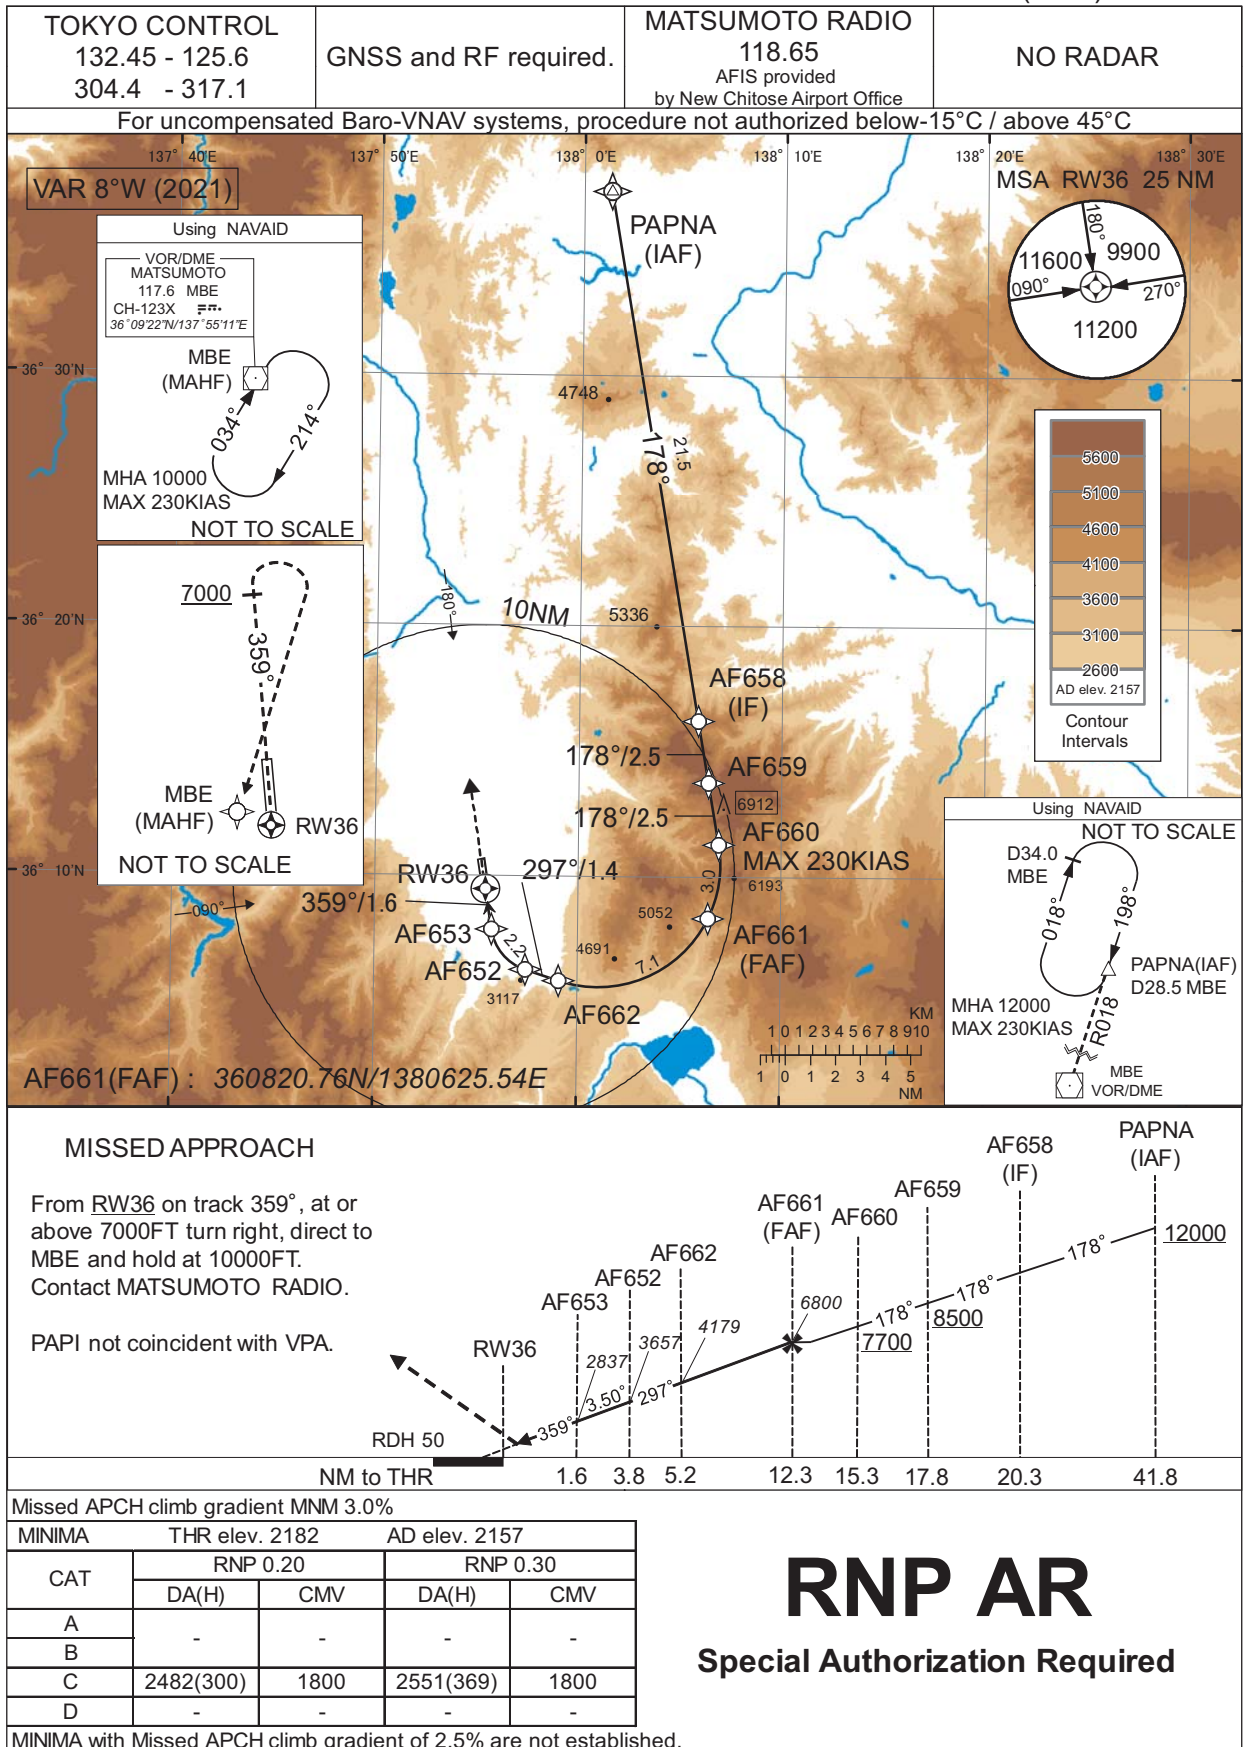 TOKYO CONTROL
132.45 - 125.6
304.4 - 317.1
GNSS and RF required.
MATSUMOTO RADIO
118.65
AFIS provided
by New Chitose Airport Office
NO RADAR
For uncompensated Baro-VNAV systems, procedure not authorized below-15°C / above 45°C
137° 40'E
137° 50'E
138° 0'E
138° 10'E
138° 20'E
138° 30'E
VAR 8°W (2021)
PAPNA
(IAF)
MSA RW36 25 NM
180°
11600
9900
090°
270°
11200
Using NAVAID
VOR/DME
MATSUMOTO
117.6 MBE
CH-123X
36°09'22"N/137°55'11"E
MBE
(MAHF)
034°
214°
MHA 10000
MAX 230KIAS
NOT TO SCALE
36° 30'N
4748
178°
21.5
5600
5100
4600
4100
3600
3100
2600
AD elev. 2157
Contour
Intervals
7000
359°
MBE
(MAHF)
RW36
NOT TO SCALE
36° 20'N
180°
10NM
5336
AF658
(IF)
178°/2.5
AF659
6912
178°/2.5
AF660
MAX 230KIAS
36° 10'N
RW36
297°/1.4
3.0
6193
359°/1.6
090°
AF653
2.2
5052
AF661
(FAF)
4691
7.1
AF652
3117
AF662
KM
1 0 1 2 3 4 5 6 7 8 9 10
1 0 1 2 3 4 5
NM
AF661(FAF) : 360820.76N/1380625.54E
Using NAVAID
NOT TO SCALE
D34.0
MBE
018°
198°
PAPNA(IAF)
D28.5 MBE
MHA 12000
MAX 230KIAS
R018
MBE
VOR/DME
MISSED APPROACH
From RW36 on track 359°, at or
above 7000FT turn right, direct to
MBE and hold at 10000FT.
Contact MATSUMOTO RADIO.
PAPI not coincident with VPA.
PAPNA
(IAF)
AF658
(IF)
AF659
AF661
(FAF)
AF660
AF662
AF652
AF653
RW36
12000
178°
178°
178°
8500
7700
6800
4179
3657
2837
297°
3.50°
359°
RDH 50
NM to THR
1.6 3.8 5.2 12.3 15.3 17.8 20.3 41.8
Missed APCH climb gradient MNM 3.0%
MINIMA THR elev. 2182 AD elev. 2157
CAT RNP 0.20 RNP 0.30
DA(H) CMV DA(H) CMV
A
- - - -
B
C 2482(300) 1800 2551(369) 1800
D - - - -
MINIMA with Missed APCH climb gradient of 2.5% are not established.
RNP AR
Special Authorization Required